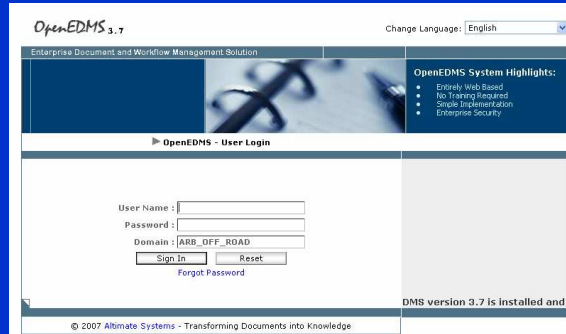 OpenEDMS 3.7
Change Language: English
Enterprise Document and Workflow Management Solution
OpenEDMS System Highlights:
Entirely Web Based
No Training Required
Simple Implementation
Enterprise Security
OpenEDMS - User Login
User Name :
Password :
Domain : ARB_OFF_ROAD
Sign In Reset
Forgot Password
DMS version 3.7 is installed and
© 2007 Altimate Systems - Transforming Documents into Knowledge